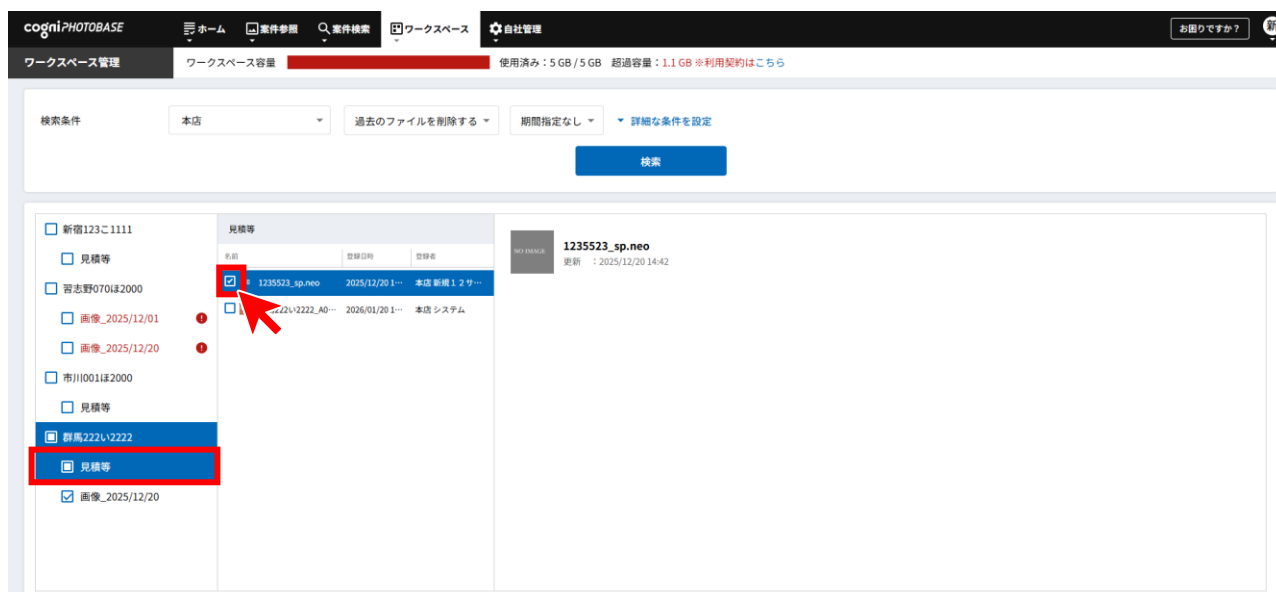 cogni PHOTOBASE ホーム 案件参照 案件検索 ワークスペース 自社管理 お困りですか? 新
ワークスペース管理 ワークスペース容量 使用済み：5 GB / 5 GB 超過容量：1.1 GB ※利用契約はこちら
検索条件 本店 過去のファイルを削除する 期間指定なし 詳細な条件を設定
検索
新宿123こ1111
見積等
習志野070ほ2000
画像_2025/12/01
画像_2025/12/20
市川001ほ2000
見積等
群馬222い2222
見積等
画像_2025/12/20
見積等
名前 登録日時 登録者
1235523_sp.neo 2025/12/20 1… 本店 新規１２サ…
222い2222_A0… 2026/01/20 1… 本店 システム
NO IMAGE
1235523_sp.neo
更新 ：2025/12/20 14:42